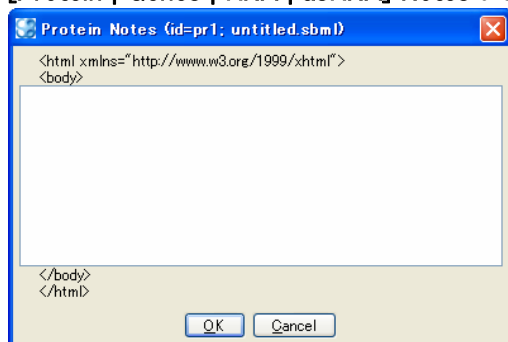 Protein Notes (id=pr1; untitled.sbml)
<html xmlns="http://www.w3.org/1999/xhtml">
<body>
</body>
</html>
OK Cancel